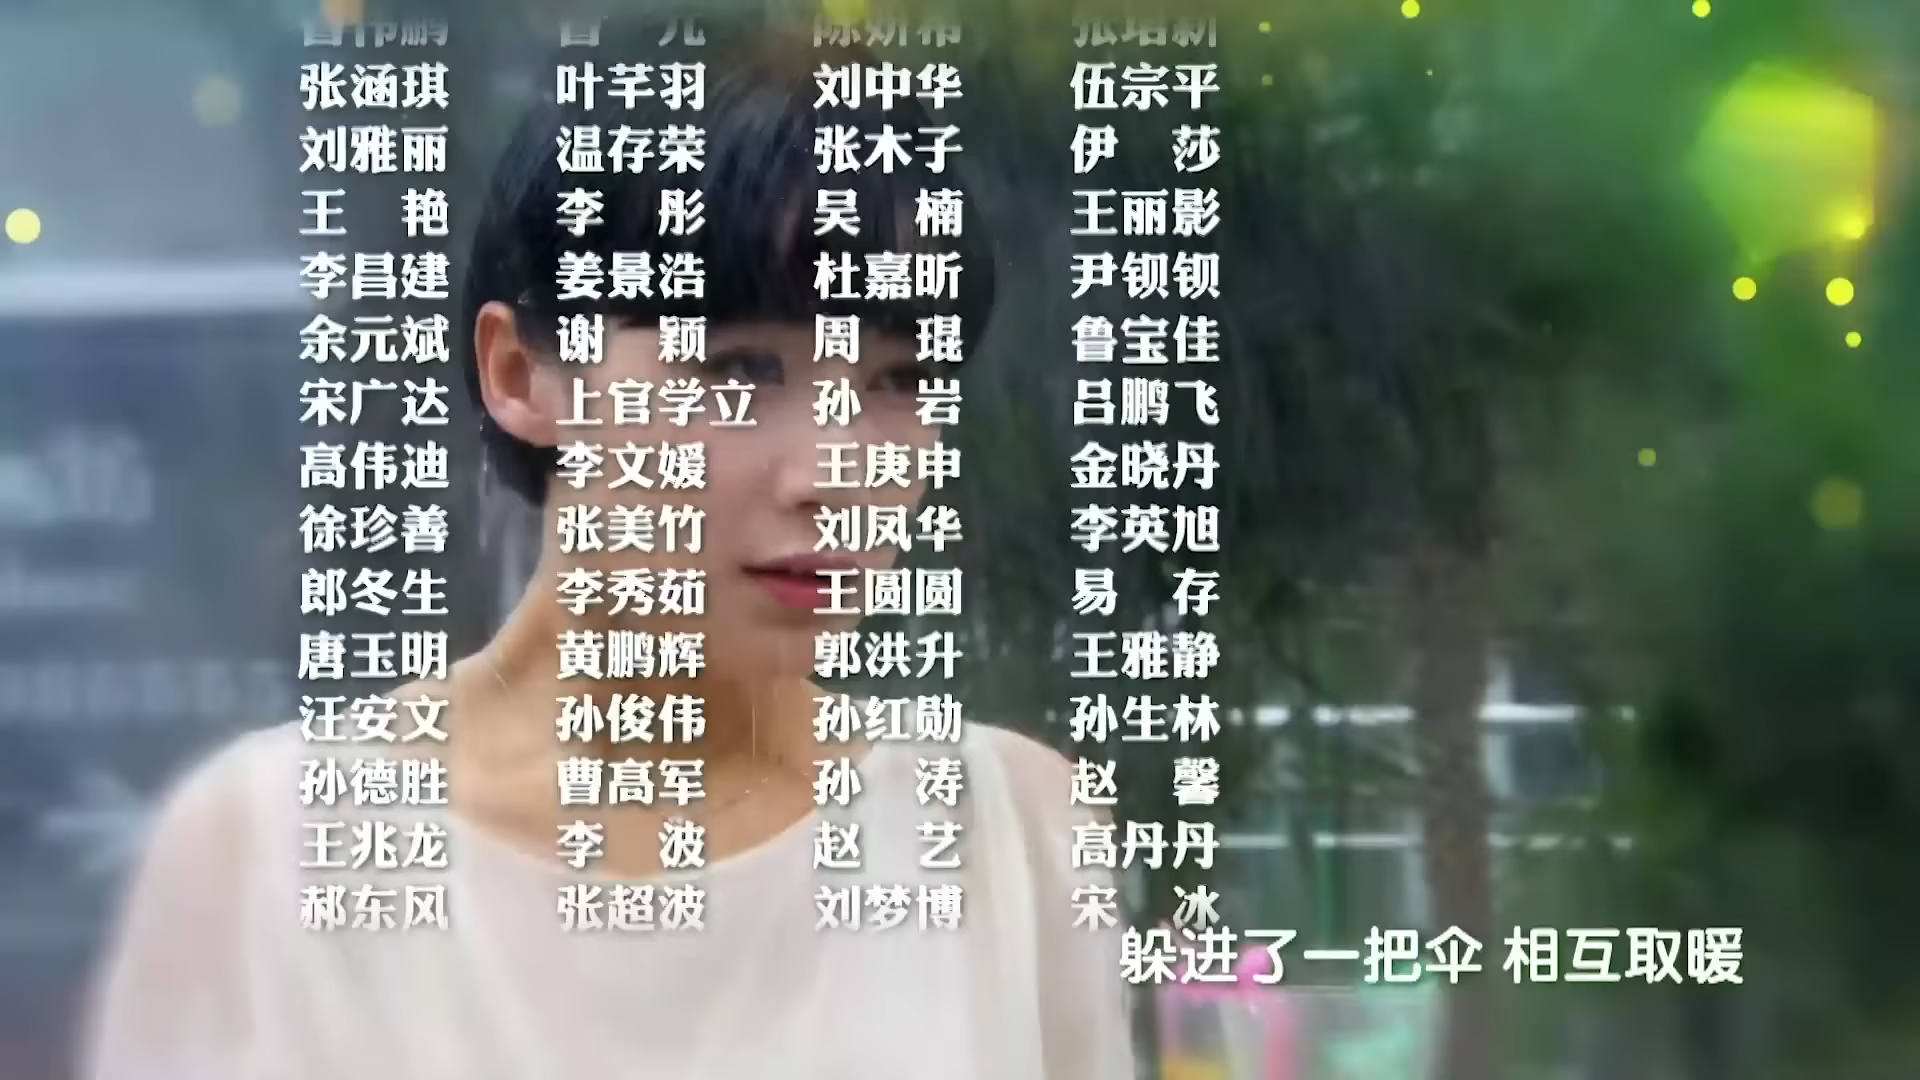 张涵琪 叶芊羽 刘中华 伍宗平
刘雅丽 温存荣 张木子 伊 莎
王 艳 李 彤 吴 楠 王丽影
李昌建 姜景浩 杜嘉昕 尹钡钡
余元斌 谢 颖 周 琨 鲁宝佳
宋广达 上官学立 孙 岩 吕鹏飞
高伟迪 李文媛 王庚申 金晓丹
徐珍善 张美竹 刘凤华 李英旭
郎冬生 李秀茹 王圆圆 易 存
唐玉明 黄鹏辉 郭洪升 王雅静
汪安文 孙俊伟 孙红勋 孙生林
孙德胜 曹高军 孙 涛 赵 馨
王兆龙 李 波 赵 艺 高丹丹
郝东风 张超波 刘梦博 宋 冰
躲进了一把伞 相互取暖